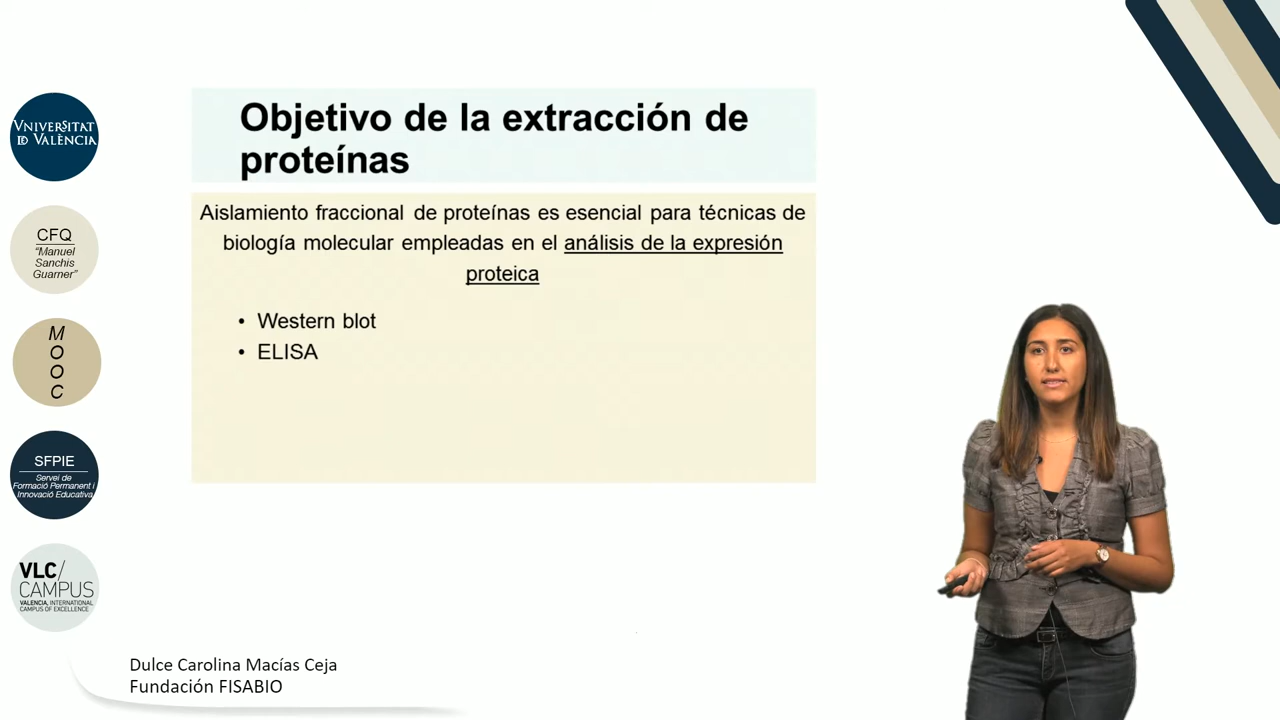 Objetivo de la extracción de
proteínas
Aislamiento fraccional de proteínas es esencial para técnicas de
biología molecular empleadas en el análisis de la expresión
proteica
• Western blot
• ELISA
VNIVERSITAT
ID VALÈNCIA
CFQ
"Manuel
Sanchis
Guarner"
M
O
O
C
SFPIE
Servei de
Formació Permanent i
Innovació Educativa
VLC/
CAMPUS
VALENCIA, INTERNATIONAL
CAMPUS OF EXCELLENCE
Dulce Carolina Macías Ceja
Fundación FISABIO